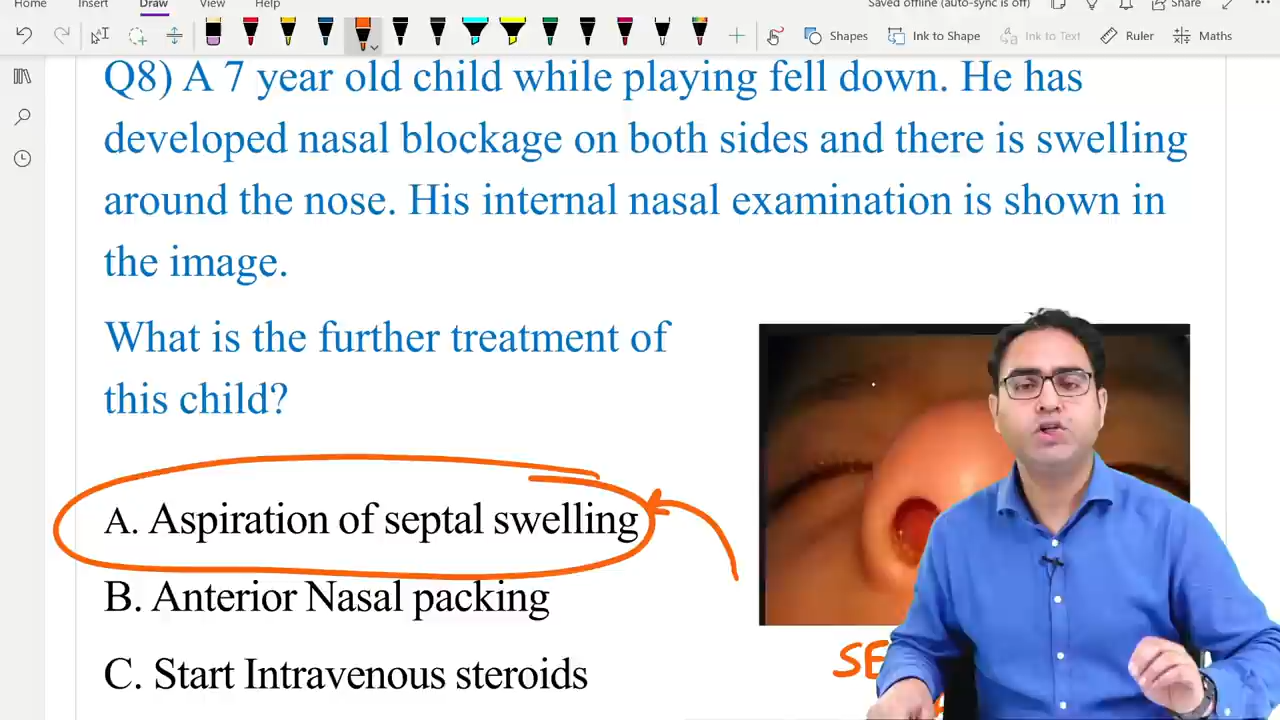 Home Insert Draw View Help Saved offline (auto-sync is off) Share
Shapes Ink to Shape Ink to Text Ruler Maths
Q8) A 7 year old child while playing fell down. He has
developed nasal blockage on both sides and there is swelling
around the nose. His internal nasal examination is shown in
the image.
What is the further treatment of
this child?
A. Aspiration of septal swelling
B. Anterior Nasal packing
C. Start Intravenous steroids